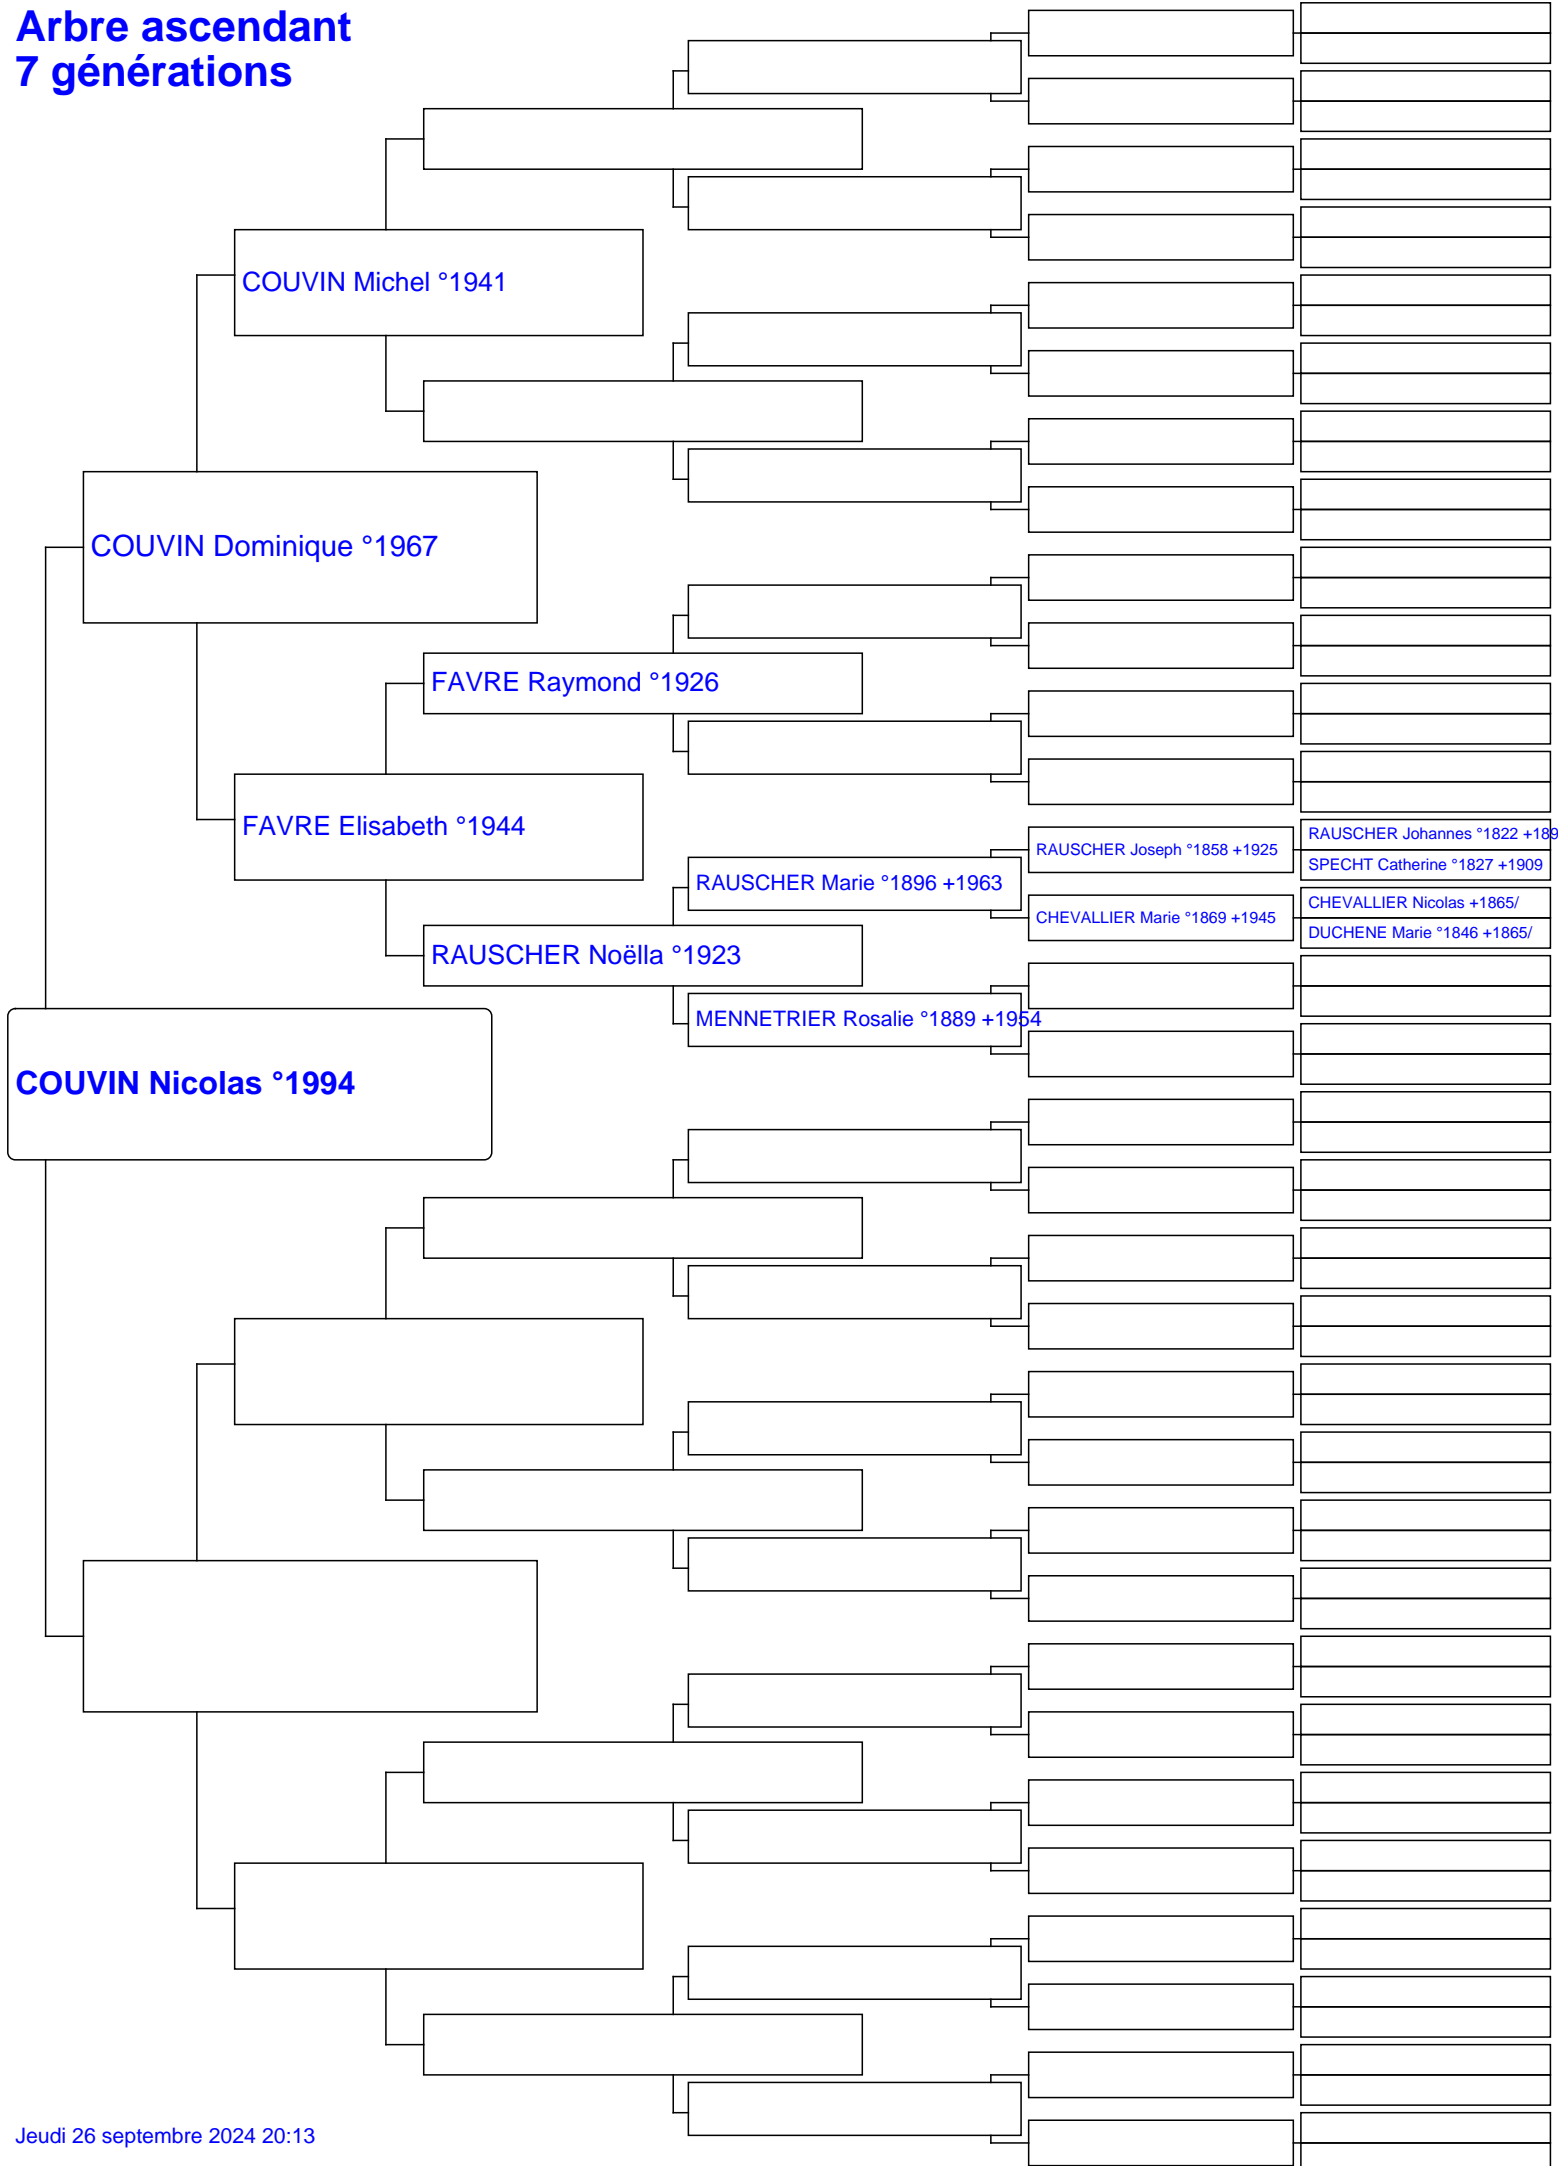 Arbre ascendant
7 générations
COUVIN Michel °1941
COUVIN Dominique °1967
FAVRE Raymond °1926
FAVRE Elisabeth °1944
RAUSCHER Johannes °1822 +189
RAUSCHER Joseph °1858 +1925
SPECHT Catherine °1827 +1909
RAUSCHER Marie °1896 +1963
CHEVALLIER Nicolas +1865/
CHEVALLIER Marie °1869 +1945
DUCHENE Marie °1846 +1865/
RAUSCHER Noëlla °1923
MENNETRIER Rosalie °1889 +1954
COUVIN Nicolas °1994
Jeudi 26 septembre 2024 20:13